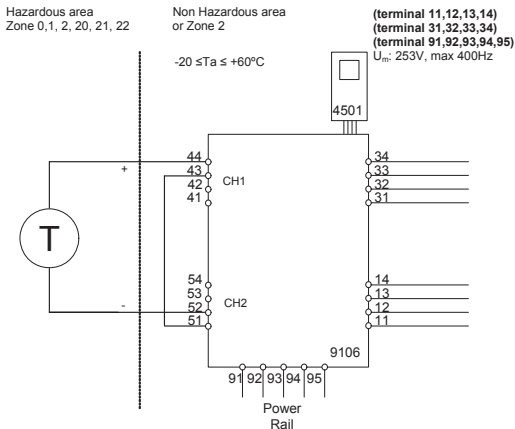 Hazardous area
Zone 0,1, 2, 20, 21, 22
Non Hazardous area
or Zone 2
-20 ≤Ta ≤ +60ºC
(terminal 11,12,13,14)
(terminal 31,32,33,34)
(terminal 91,92,93,94,95)
Um: 253V, max 400Hz
4501
44
43
42
41
CH1
+
34
33
32
31
T
54
53
52
51
CH2
-
14
13
12
11
9106
91 92 93 94 95
Power
Rail